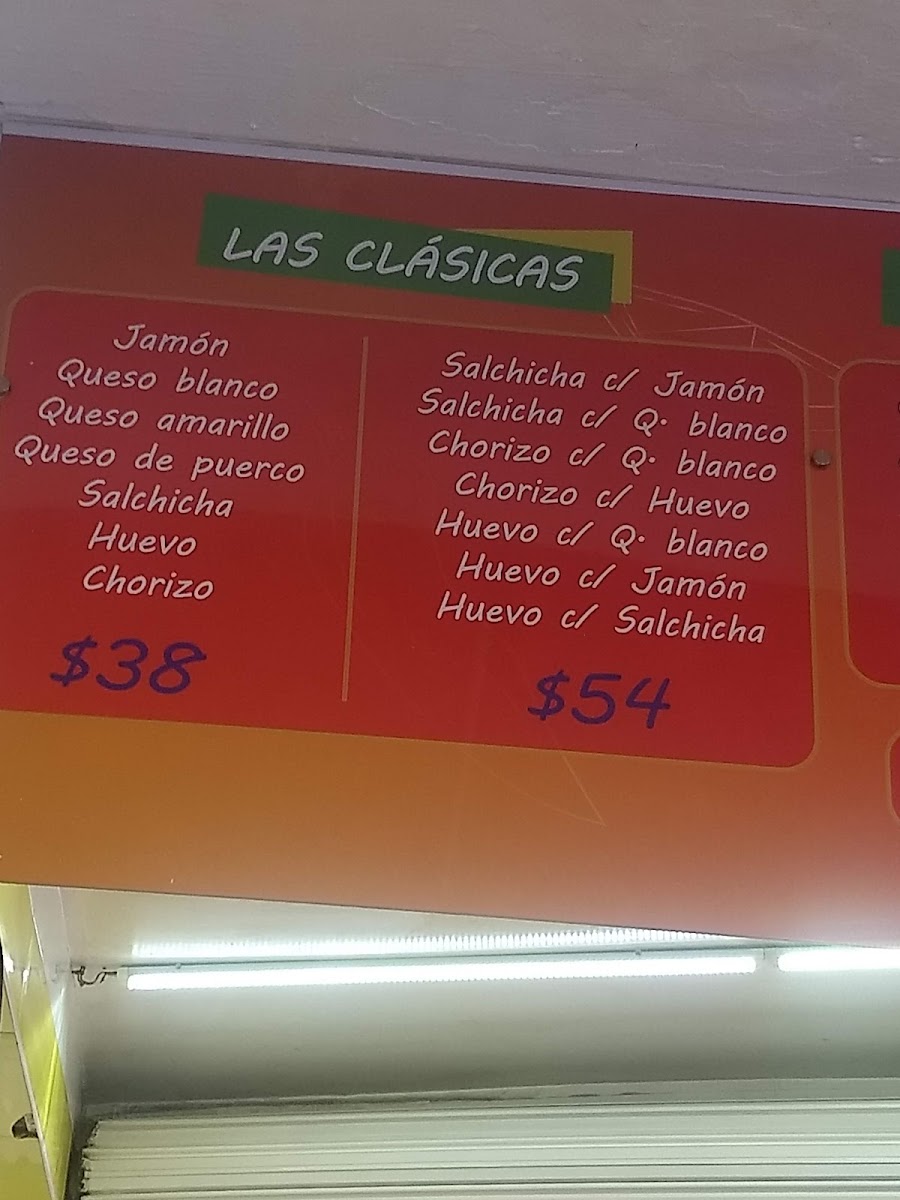 LAS CLÁSICAS
Jamón
Queso blanco
Queso amarillo
Queso de puerco
Salchicha
Huevo
Chorizo
$38
Salchicha c/ Jamón
Salchicha c/ Q. blanco
Chorizo c/ Q. blanco
Chorizo c/ Huevo
Huevo c/ Q. blanco
Huevo c/ Jamón
Huevo c/ Salchicha
$54